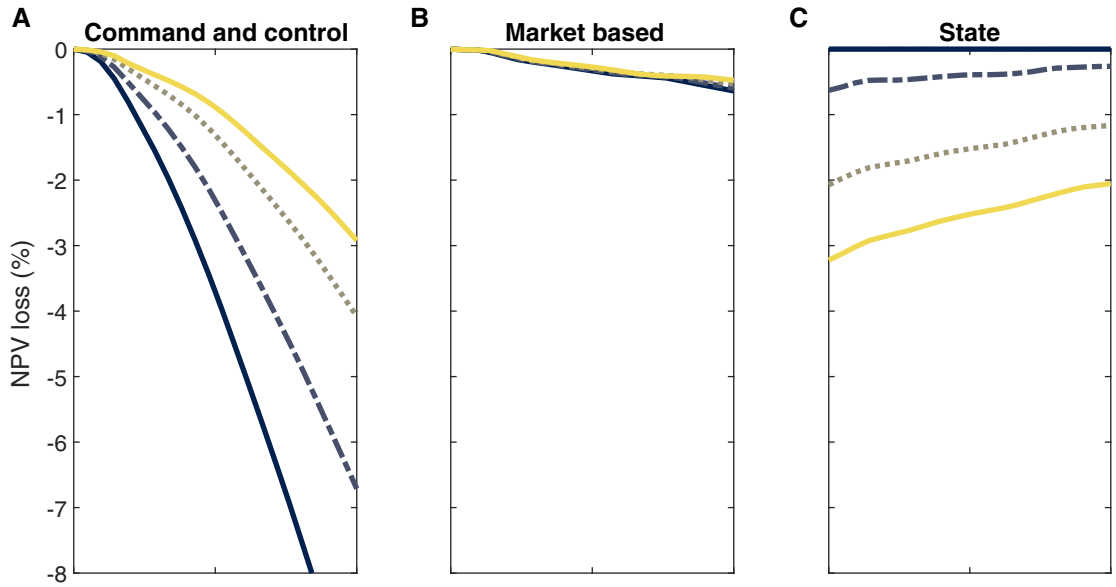 A
Command and control
B
Market based
C
State
NPV loss (%)
0
-1
-2
-3
-4
-5
-6
-7
-8